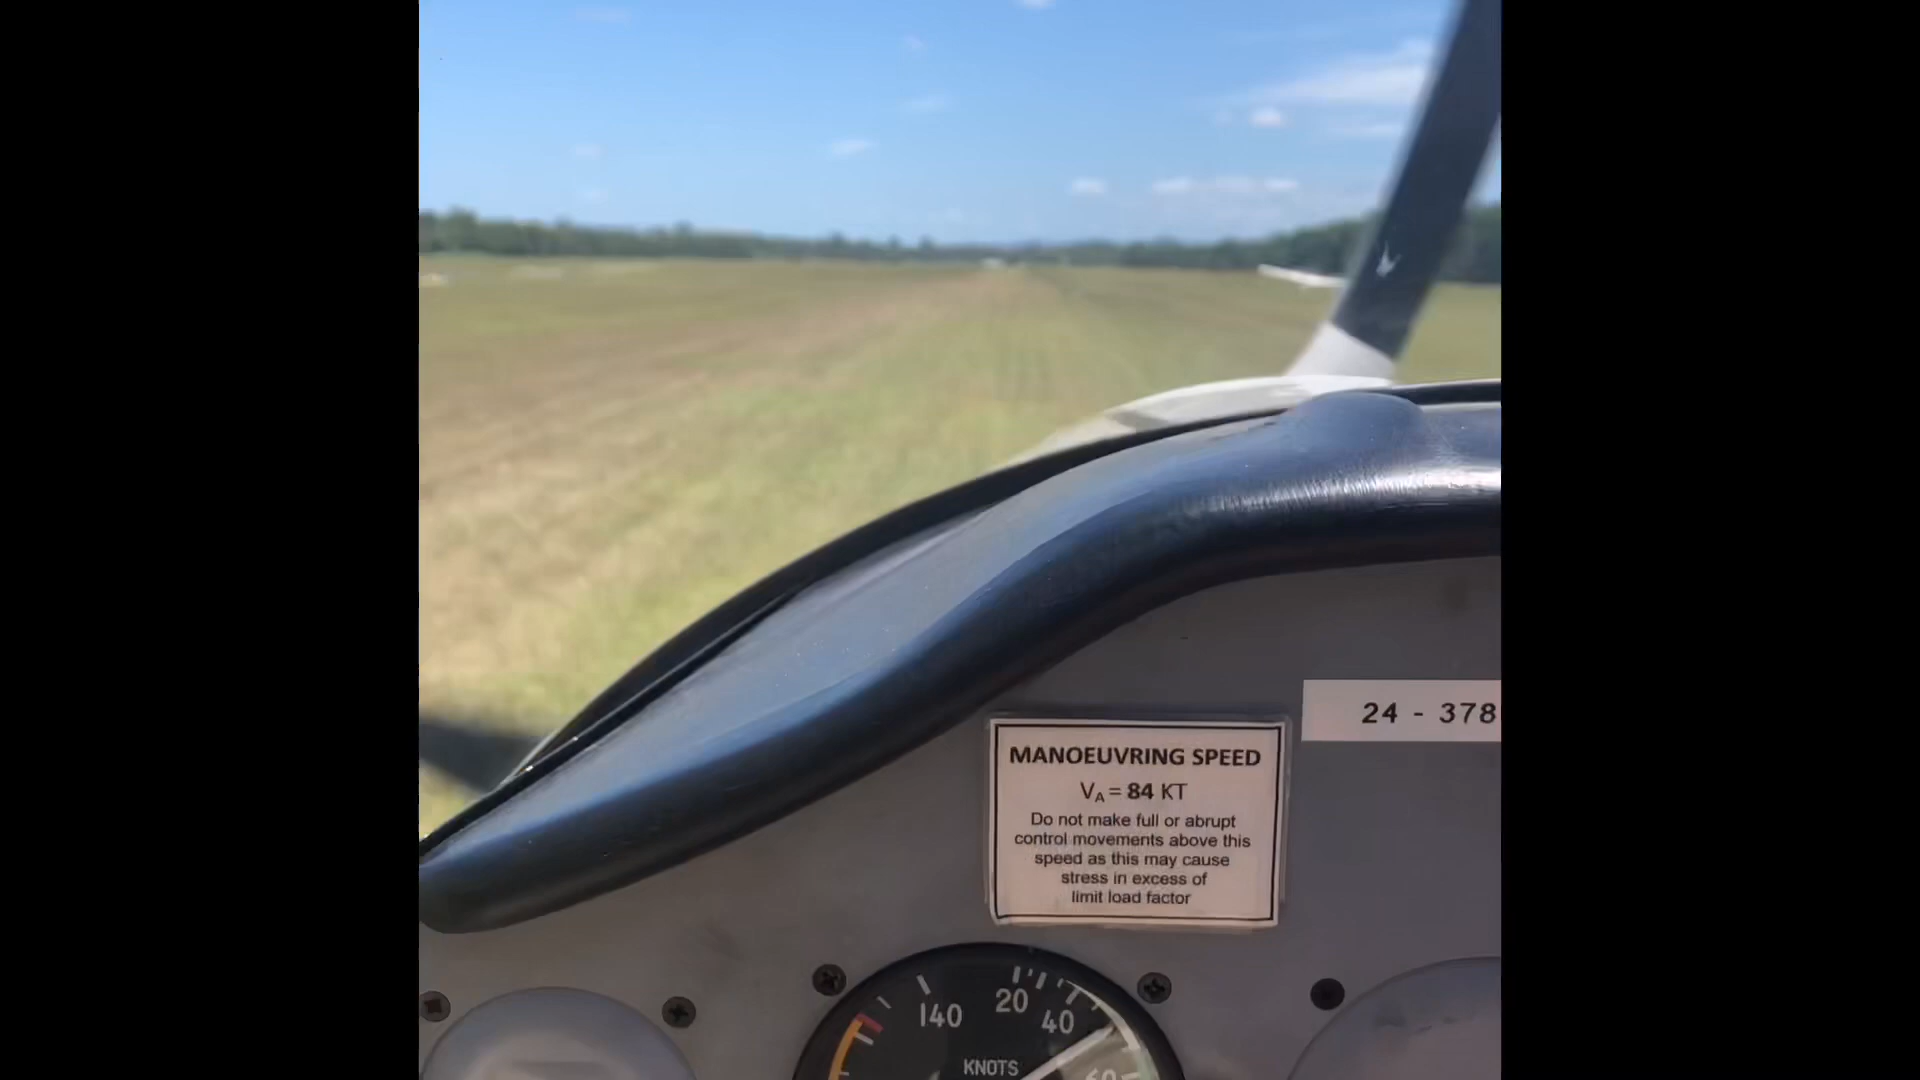 24 - 378
MANOEUVRING SPEED
VA = 84 KT
Do not make full or abrupt
control movements above this
speed as this may cause
stress in excess of
limit load factor
140
20
40
KNOTS
60